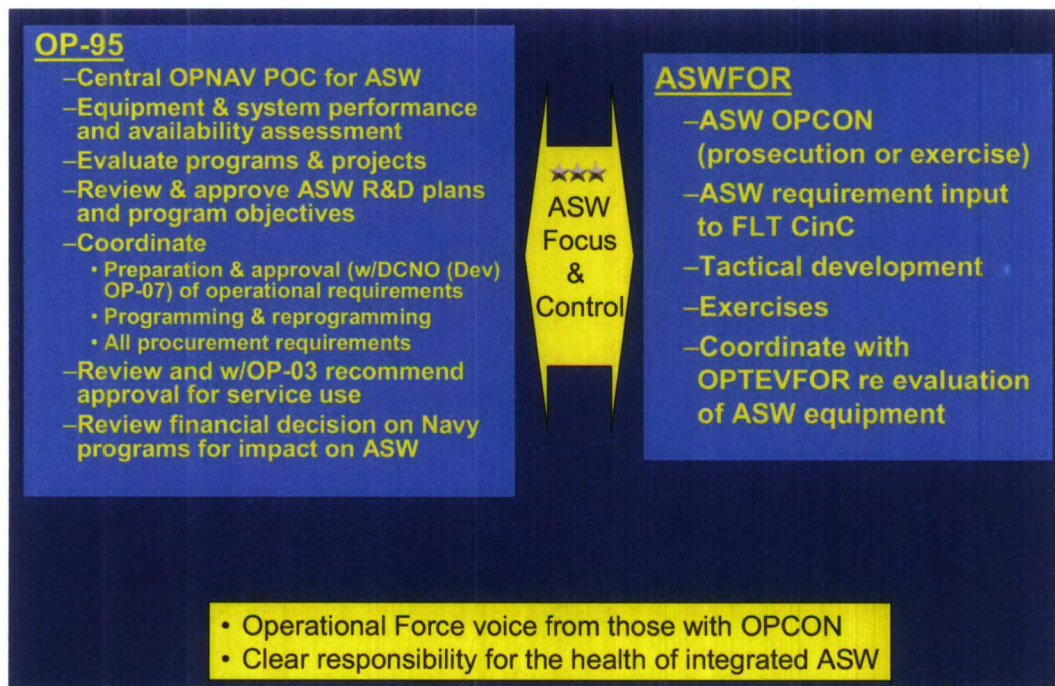 OP-95
–Central OPNAV POC for ASW
–Equipment & system performance
and availability assessment
–Evaluate programs & projects
–Review & approve ASW R&D plans
and program objectives
–Coordinate
• Preparation & approval (w/DCNO (Dev)
OP-07) of operational requirements
• Programming & reprogramming
• All procurement requirements
–Review and w/OP-03 recommend
approval for service use
–Review financial decision on Navy
programs for impact on ASW
ASW
Focus
&
Control
ASWFOR
–ASW OPCON
(prosecution or exercise)
–ASW requirement input
to FLT CinC
–Tactical development
–Exercises
–Coordinate with
OPTEVFOR re evaluation
of ASW equipment
• Operational Force voice from those with OPCON
• Clear responsibility for the health of integrated ASW